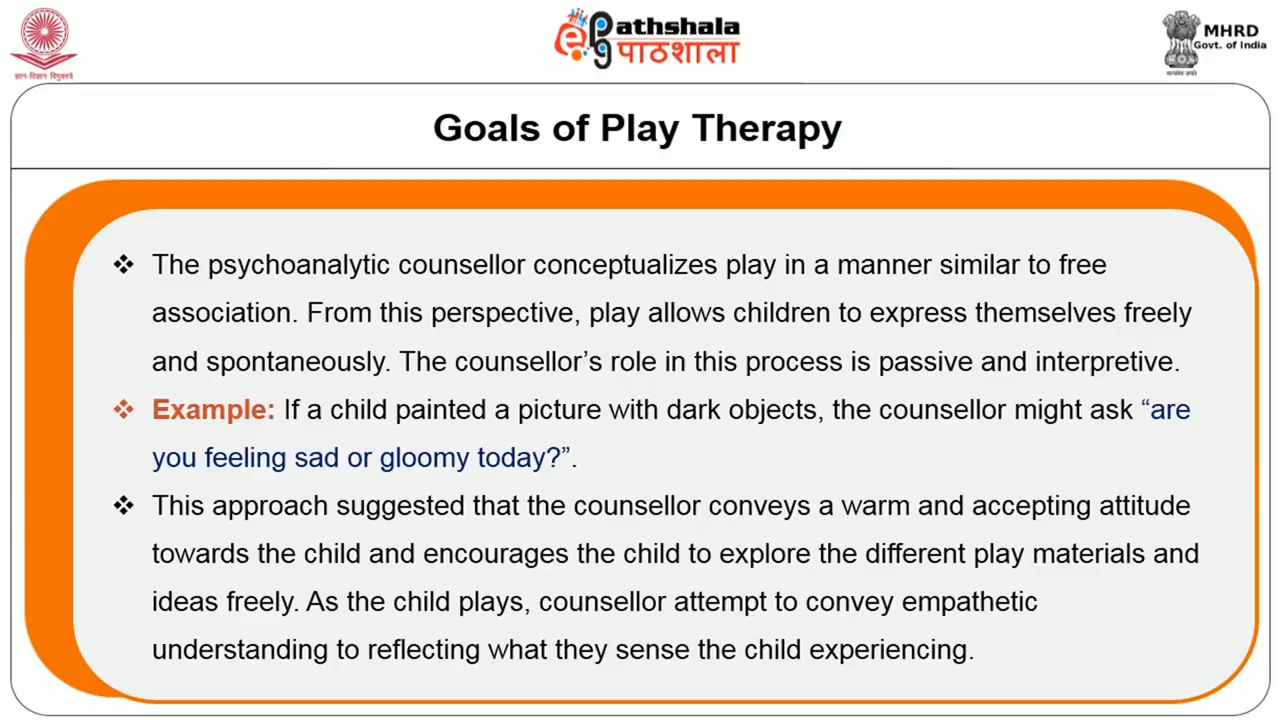 ज्ञान-विज्ञान विमुक्तये
ePathshala
पाठशाला
MHRD
Govt. of India
सत्यमेव जयते
Goals of Play Therapy
❖ The psychoanalytic counsellor conceptualizes play in a manner similar to free
association. From this perspective, play allows children to express themselves freely
and spontaneously. The counsellor’s role in this process is passive and interpretive.
❖ Example: If a child painted a picture with dark objects, the counsellor might ask “are
you feeling sad or gloomy today?”.
❖ This approach suggested that the counsellor conveys a warm and accepting attitude
towards the child and encourages the child to explore the different play materials and
ideas freely. As the child plays, counsellor attempt to convey empathetic
understanding to reflecting what they sense the child experiencing.